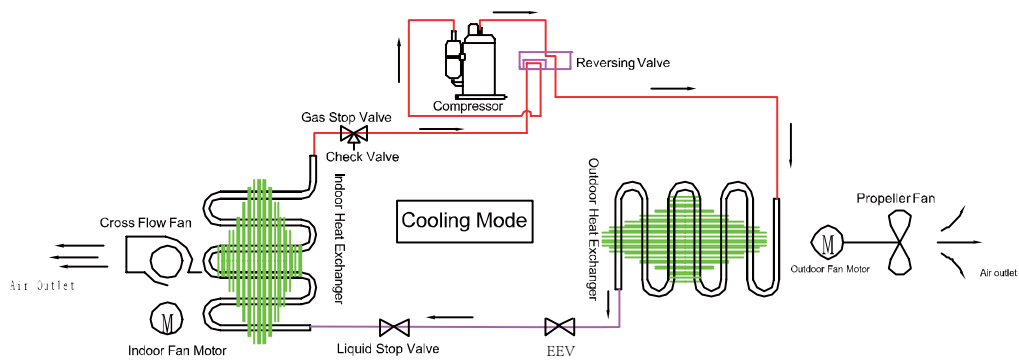 Reversing Valve
Compressor
Gas Stop Valve
Check Valve
Indoor Heat Exchanger
Outdoor Heat Exchanger
Cooling Mode
Cross Flow Fan
Propeller Fan
M
M
Outdoor Fan Motor
Air outlet
Air Outlet
Indoor Fan Motor
Liquid Stop Valve
EEV